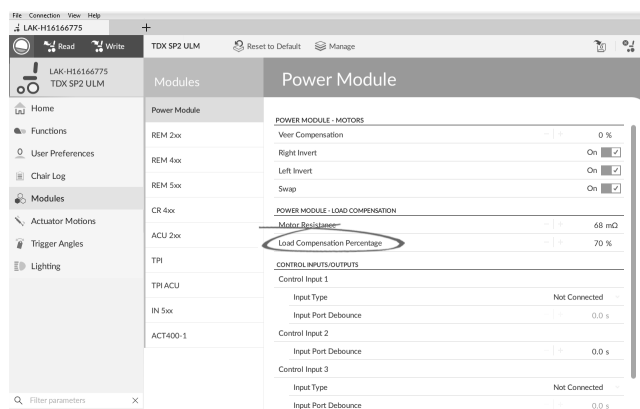 File Connection View Help
LAK-H16166775 +
Read Write TDX SP2 ULM Reset to Default Manage
LAK-H16166775
TDX SP2 ULM
Modules
Power Module
Home
Functions
User Preferences
Chair Log
Modules
Actuator Motions
Trigger Angles
Lighting
Filter parameters
Power Module
REM 2xx
REM 4xx
REM 5xx
CR 4xx
ACU 2xx
TPI
TPI ACU
IN 5xx
ACT400-1
POWER MODULE - MOTORS
Veer Compensation - + 0 %
Right Invert On
Left Invert On
Swap On
POWER MODULE - LOAD COMPENSATION
Motor Resistance - + 68 mΩ
Load Compensation Percentage - + 70 %
CONTROL INPUTS/OUTPUTS
Control Input 1
Input Type Not Connected
Input Port Debounce 0.0 s
Control Input 2
Input Port Debounce - + 0.0 s
Control Input 3
Input Type Not Connected
Input Port Debounce 0.0 s